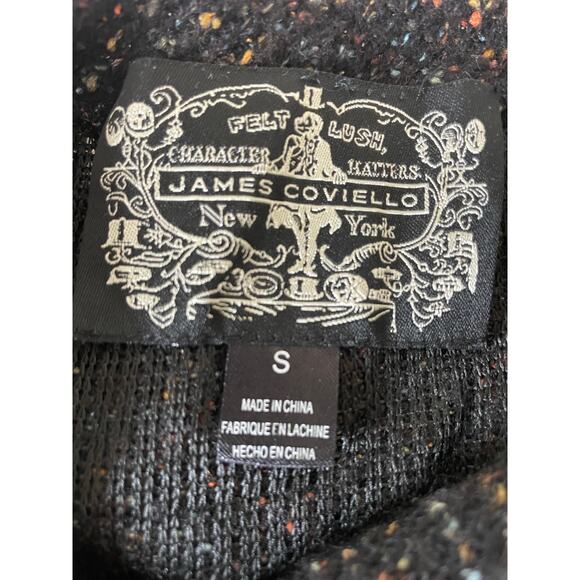 FELT LUSH,
CHARACTER HATTERS
JAMES COVIELLO
New York
S
MADE IN CHINA
FABRIQUE EN LACHINE
HECHO EN CHINA